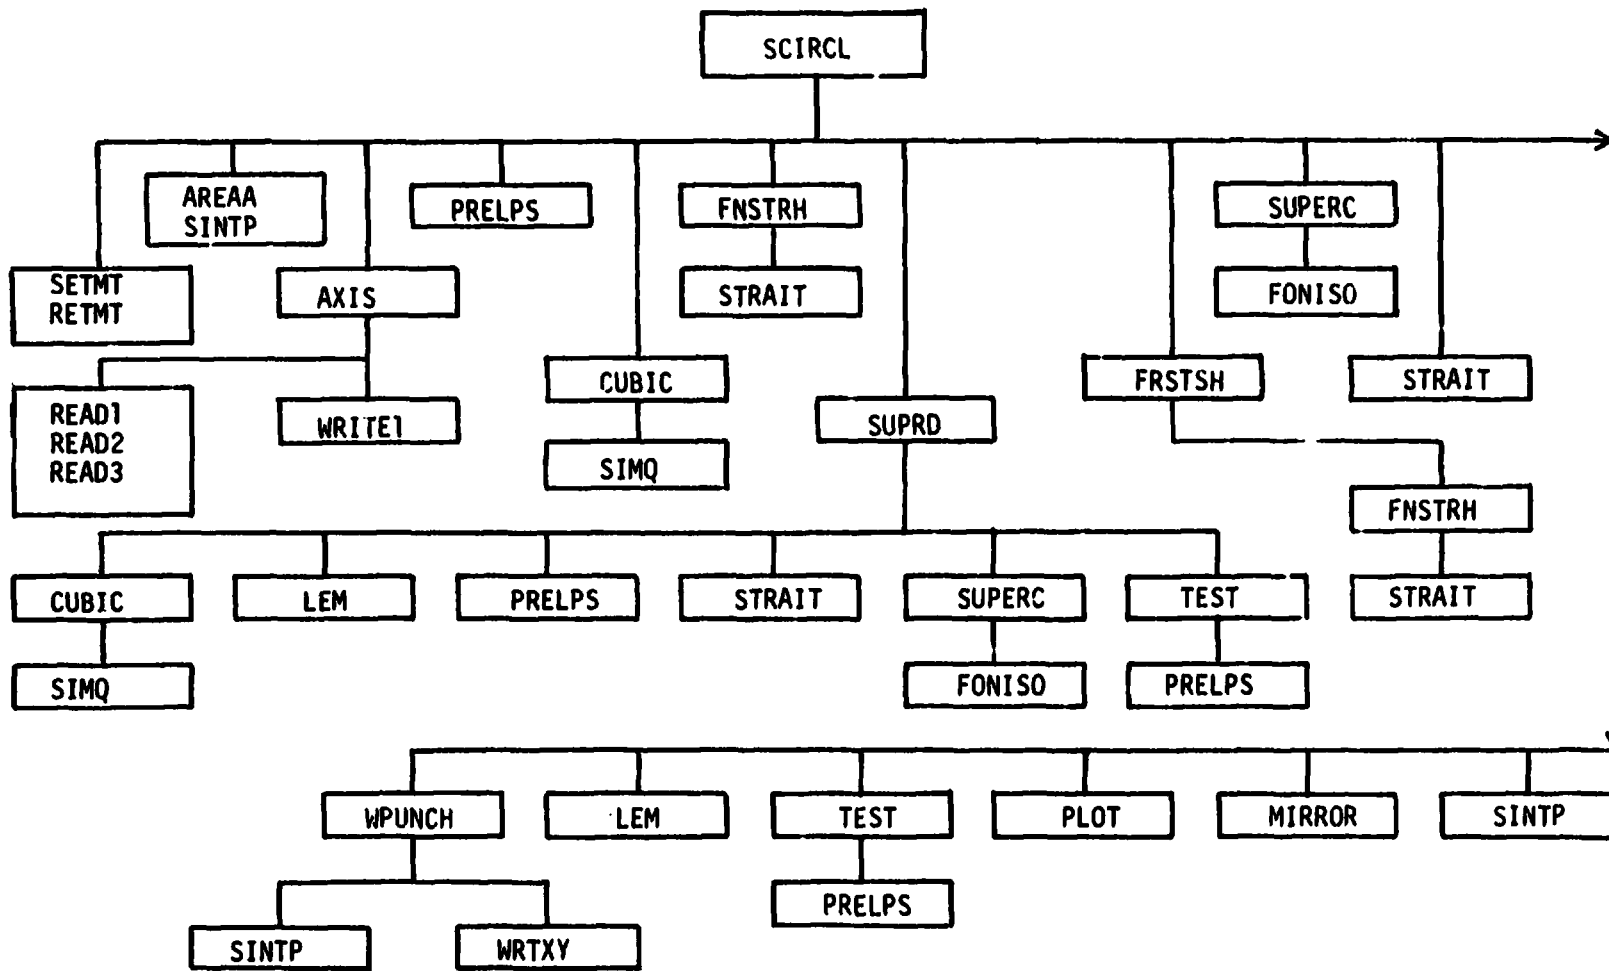 SCIRCL
AREAA
SINTP
PRELPS
FNSTRH
SUPERC
SETMT
RETMT
AXIS
STRAIT
FONISO
CUBIC
FRSTSH
STRAIT
READ1
READ2
READ3
WRITE1
SUPRD
SIMQ
FNSTRH
CUBIC
LEM
PRELPS
STRAIT
SUPERC
TEST
STRAIT
SIMQ
FONISO
PRELPS
WPUNCH
LEM
TEST
PLOT
MIRROR
SINTP
PRELPS
SINTP
WRTXY